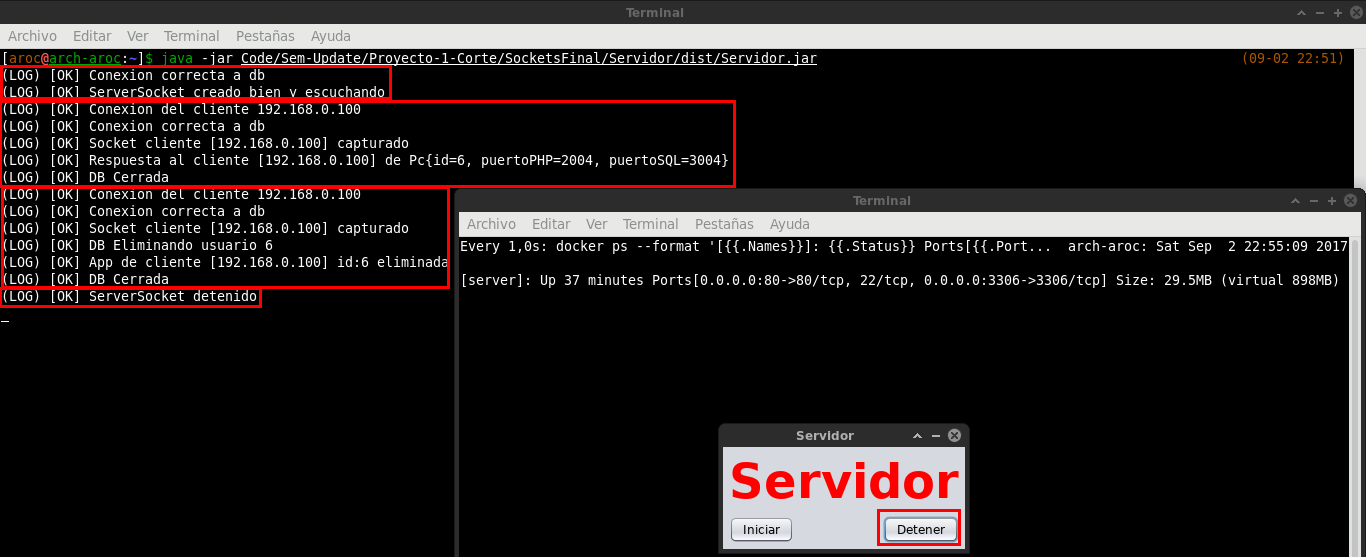 Terminal
Archivo Editar Ver Terminal Pestañas Ayuda
[aroc@arch-aroc:~]$ java -jar Code/Sem-Update/Proyecto-1-Corte/SocketsFinal/Servidor/dist/Servidor.jar (09-02 22:51)
(LOG) [OK] Conexion correcta a db
(LOG) [OK] ServerSocket creado bien y escuchando
(LOG) [OK] Conexion del cliente 192.168.0.100
(LOG) [OK] Conexion correcta a db
(LOG) [OK] Socket cliente [192.168.0.100] capturado
(LOG) [OK] Respuesta al cliente [192.168.0.100] de Pc{id=6, puertoPHP=2004, puertoSQL=3004}
(LOG) [OK] DB Cerrada
(LOG) [OK] Conexion del cliente 192.168.0.100
(LOG) [OK] Conexion correcta a db
(LOG) [OK] Socket cliente [192.168.0.100] capturado
(LOG) [OK] DB Eliminando usuario 6
(LOG) [OK] App de cliente [192.168.0.100] id:6 eliminada
(LOG) [OK] DB Cerrada
(LOG) [OK] ServerSocket detenido
Terminal
Archivo Editar Ver Terminal Pestañas Ayuda
Every 1,0s: docker ps --format '[{{.Names}}]: {{.Status}} Ports[{{.Port... arch-aroc: Sat Sep 2 22:55:09 2017
[server]: Up 37 minutes Ports[0.0.0.0:80->80/tcp, 22/tcp, 0.0.0.0:3306->3306/tcp] Size: 29.5MB (virtual 898MB)
Servidor
Servidor
Iniciar Detener